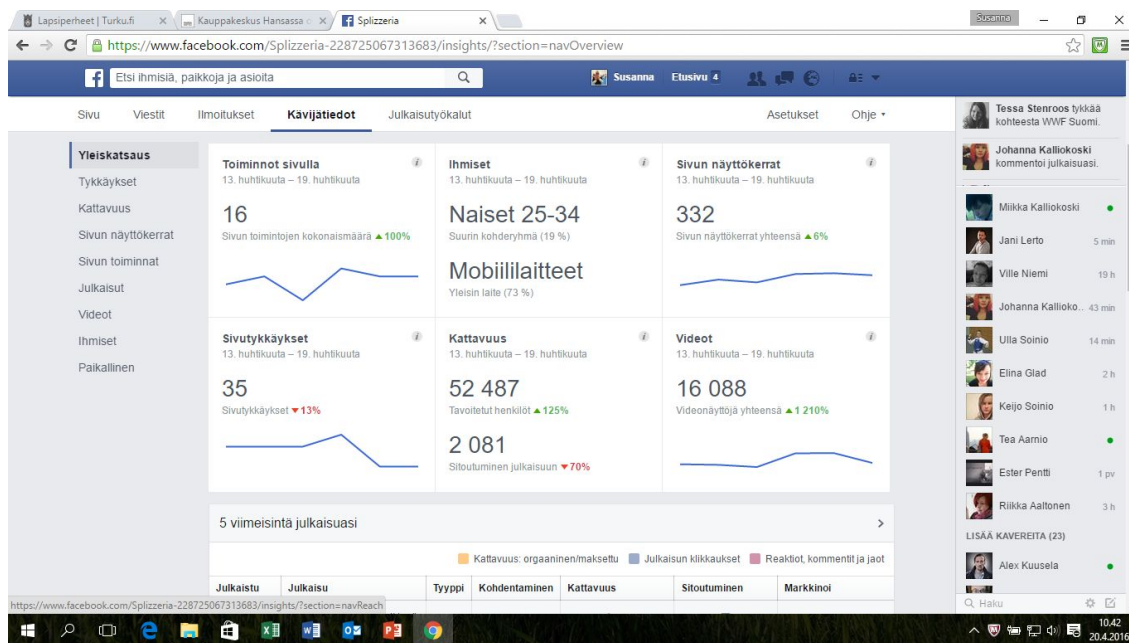 Lapsiperheet | Turku.fi
Kauppakeskus Hansassa o
Splizzeria
Susanna
https://www.facebook.com/Splizzeria-228725067313683/insights/?section=navOverview
Etsi ihmisiä, paikkoja ja asioita
Susanna
Etusivu 4
Sivu Viestit Ilmoitukset Kävijätiedot Julkaisutyökalut Asetukset Ohje
Yleiskatsaus
Tykkäykset
Kattavuus
Sivun näyttökerrat
Sivun toiminnat
Julkaisut
Videot
Ihmiset
Paikallinen
Toiminnot sivulla
13. huhtikuuta – 19. huhtikuuta
16
Sivun toimintojen kokonaismäärä ▲100%
Ihmiset
13. huhtikuuta – 19. huhtikuuta
Naiset 25-34
Suurin kohderyhmä (19 %)
Mobiililaitteet
Yleisin laite (73 %)
Sivun näyttökerrat
13. huhtikuuta – 19. huhtikuuta
332
Sivun näyttökerrat yhteensä ▲6%
Sivutykkäykset
13. huhtikuuta – 19. huhtikuuta
35
Sivutykkäykset ▼13%
Kattavuus
13. huhtikuuta – 19. huhtikuuta
52 487
Tavoitetut henkilöt ▲125%
2 081
Sitoutuminen julkaisuun ▼70%
Videot
13. huhtikuuta – 19. huhtikuuta
16 088
Videonäyttöjä yhteensä ▲1 210%
5 viimeisintä julkaisuasi
Kattavuus: orgaaninen/maksettu Julkaisun klikkaukset Reaktiot, kommentit ja jaot
Julkaistu Julkaisu Tyyppi Kohdentaminen Kattavuus Sitoutuminen Markkinoi
Tessa Stenroos tykkää
kohteesta WWF Suomi.
Johanna Kalliokoski
kommentoi julkaisuasi.
Miikka Kalliokoski
Jani Lerto 5 min
Ville Niemi 19 h
Johanna Kallioko.. 43 min
Ulla Soinio 14 min
Elina Glad 2 h
Keijo Soinio 1 h
Tea Aarnio
Ester Pentti 1 pv
Riikka Aaltonen 3 h
LISÄÄ KAVEREITA (23)
Alex Kuusela
Haku
https://www.facebook.com/Splizzeria-228725067313683/insights/?section=navReach
10.42
20.4.2016